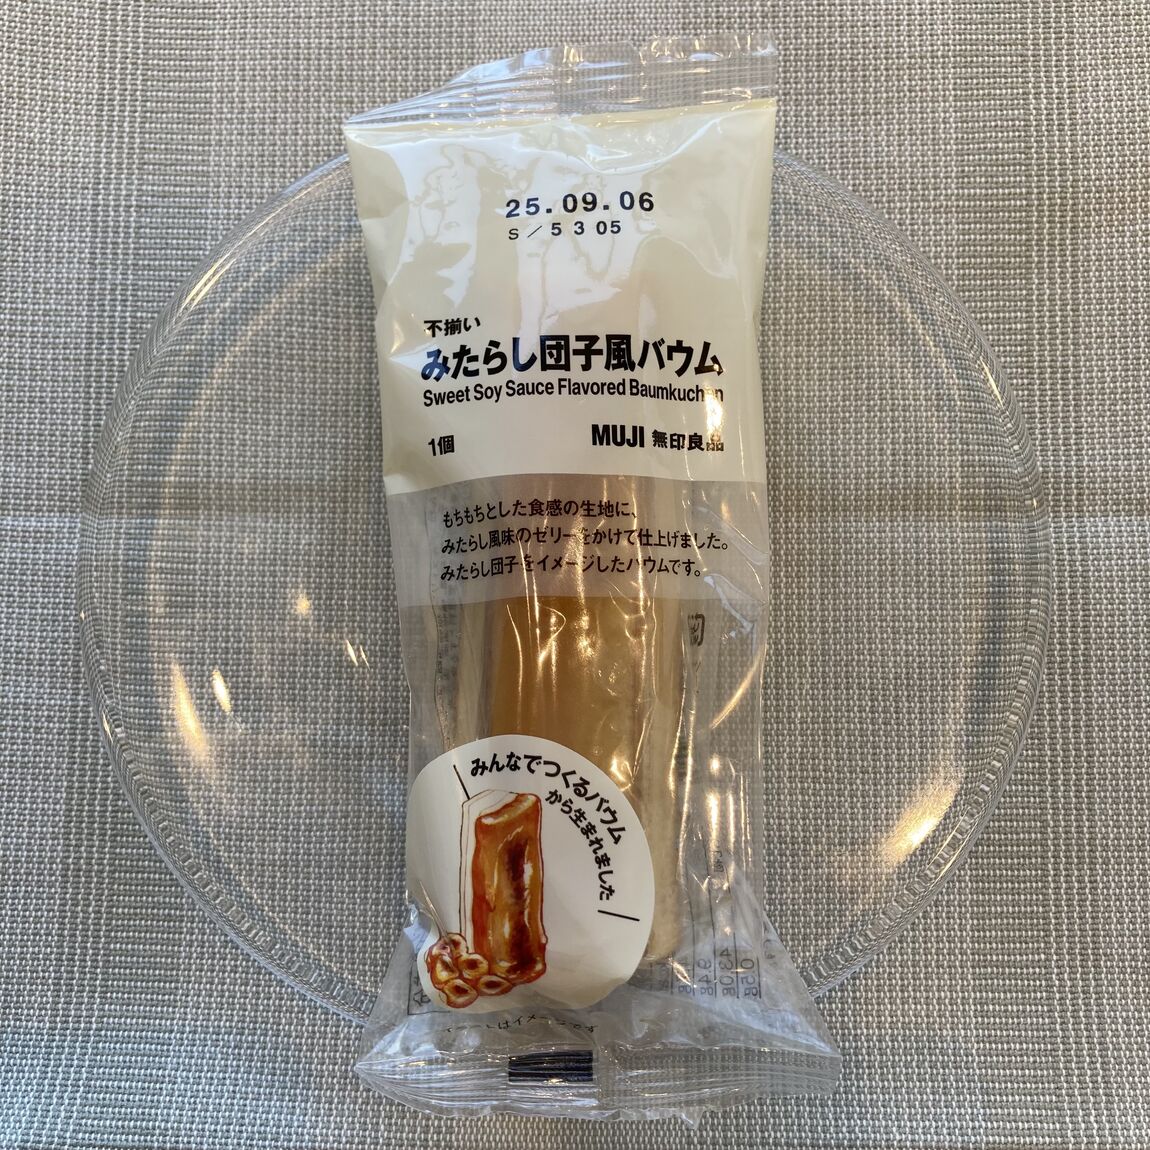 25.09.06
S/5305
不揃い
みたらし団子風バウム
Sweet Soy Sauce Flavored Baumkuchen
1個
MUJI 無印良品
もちもちとした食感の生地に、
みたらし風味のゼリーをかけて仕上げました。
みたらし団子をイメージしたバウムです。
みんなでつくるバウム
から生まれました